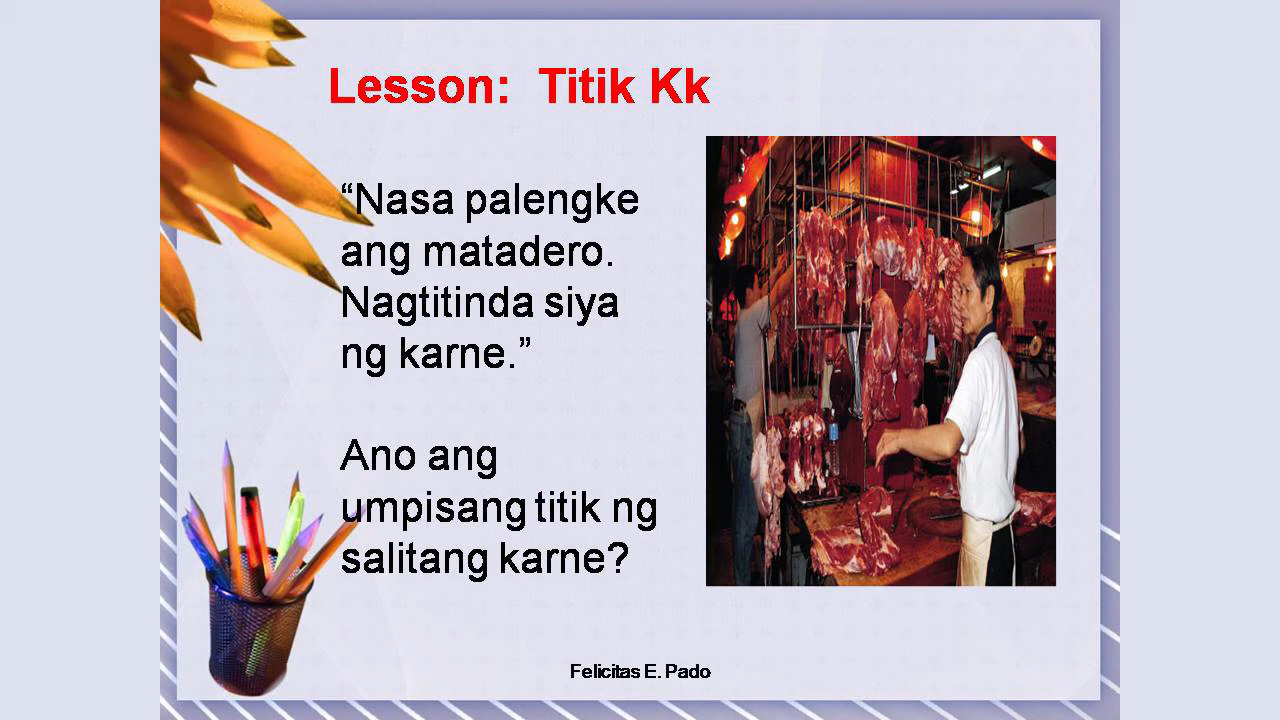 Lesson:  Titik Kk
“Nasa palengke
ang matadero.
Nagtitinda siya
ng karne.”
Ano ang
umpisang titik ng
salitang karne?
Felicitas E. Pado